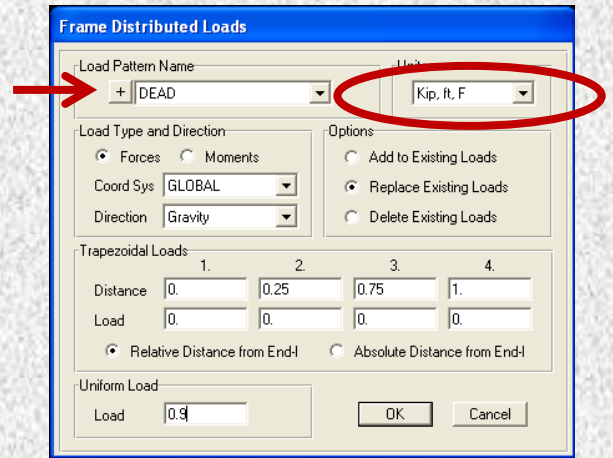 Frame Distributed Loads
Load Pattern Name
Units
+ DEAD
Kip, ft, F
Load Type and Direction
Options
Forces Moments
Add to Existing Loads
Coord Sys GLOBAL
Replace Existing Loads
Direction Gravity
Delete Existing Loads
Trapezoidal Loads
1. 2. 3. 4.
Distance 0. 0.25 0.75 1.
Load 0. 0. 0. 0.
Relative Distance from End-I Absolute Distance from End-I
Uniform Load
Load 0.9
OK Cancel